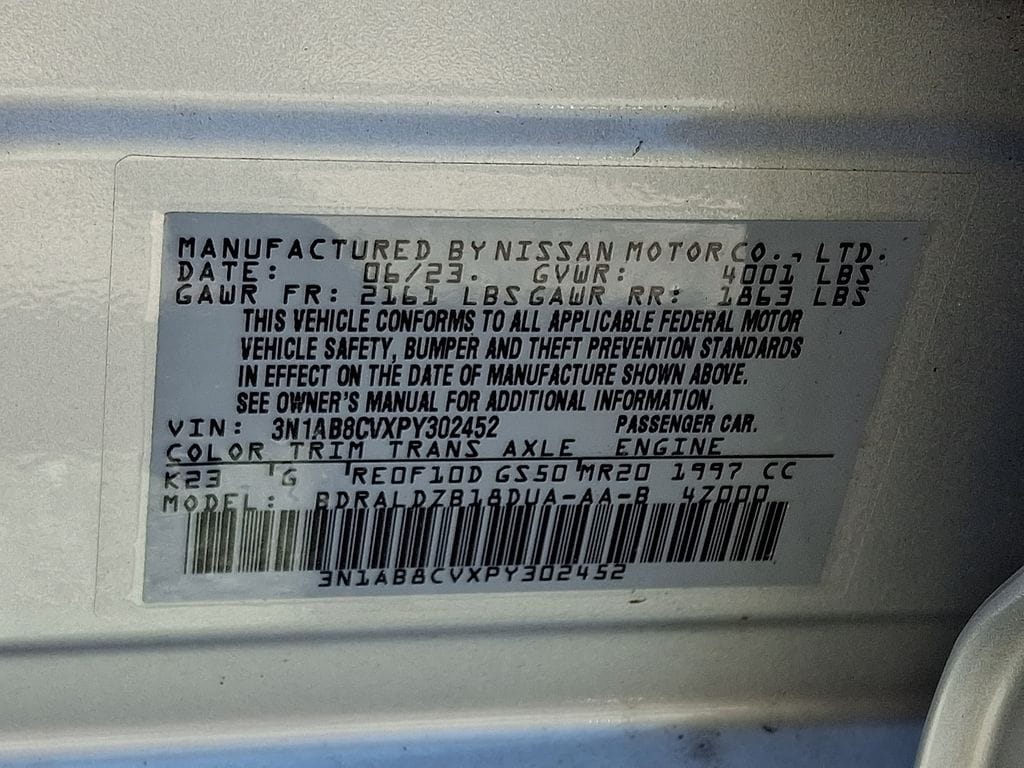 MANUFACTURED BY NISSAN MOTOR CO., LTD.
DATE: 06/23. GVWR: 4001 LBS
GAWR FR: 2161 LBS GAWR RR: 1863 LBS
THIS VEHICLE CONFORMS TO ALL APPLICABLE FEDERAL MOTOR
VEHICLE SAFETY, BUMPER AND THEFT PREVENTION STANDARDS
IN EFFECT ON THE DATE OF MANUFACTURE SHOWN ABOVE.
SEE OWNER'S MANUAL FOR ADDITIONAL INFORMATION.
VIN: 3N1AB8CVXPY302452 PASSENGER CAR.
COLOR TRIM TRANS AXLE ENGINE
K23 G RE0F10D GS50 MR20 1997 CC
MODEL: BDRALDZB18DUA-AA-B 4Z000
3N1AB8CVXPY302452